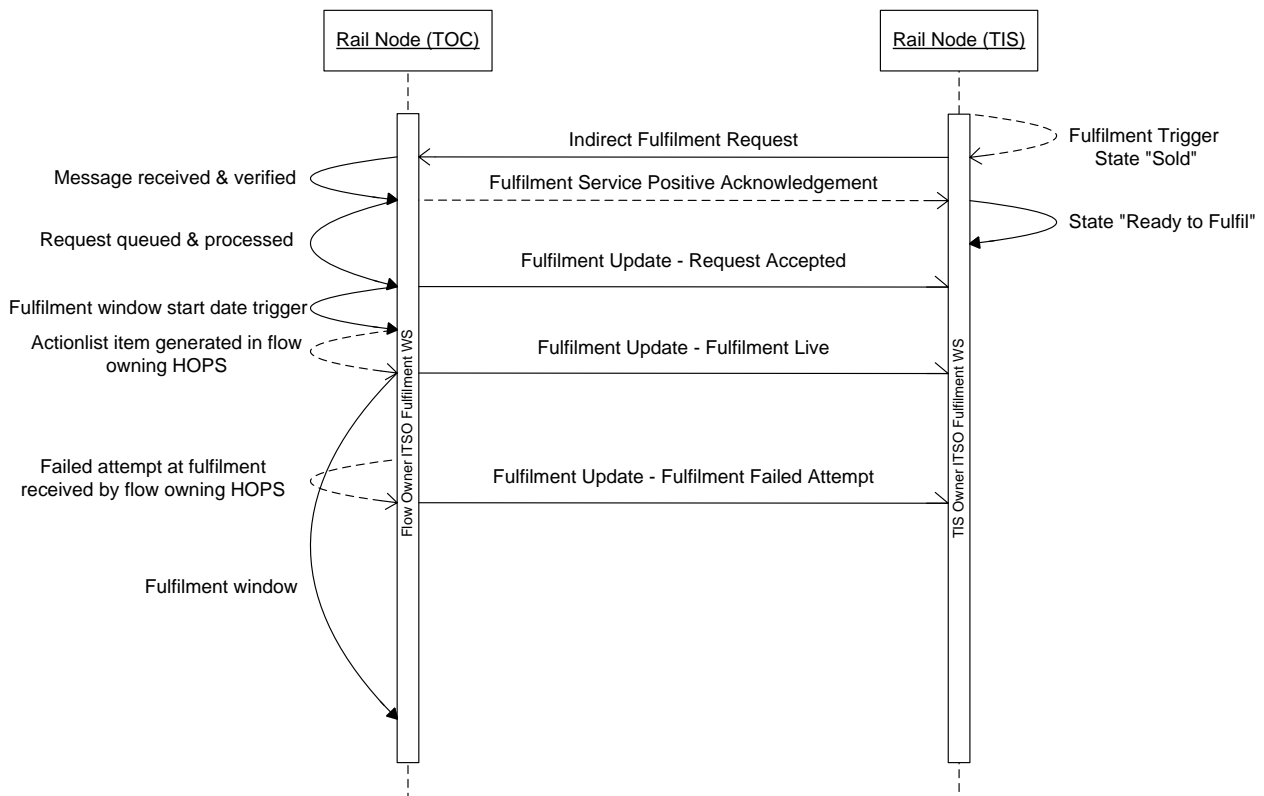 Rail Node (TOC)
Rail Node (TIS)
Indirect Fulfilment Request
Fulfilment Trigger
State "Sold"
Message received & verified
Fulfilment Service Positive Acknowledgement
Request queued & processed
State "Ready to Fulfil"
Fulfilment Update - Request Accepted
Fulfilment window start date trigger
Actionlist item generated in flow
owning HOPS
Fulfilment Update - Fulfilment Live
Flow Owner ITSO Fulfilment WS
TIS Owner ITSO Fulfilment WS
Failed attempt at fulfilment
received by flow owning HOPS
Fulfilment Update - Fulfilment Failed Attempt
Fulfilment window